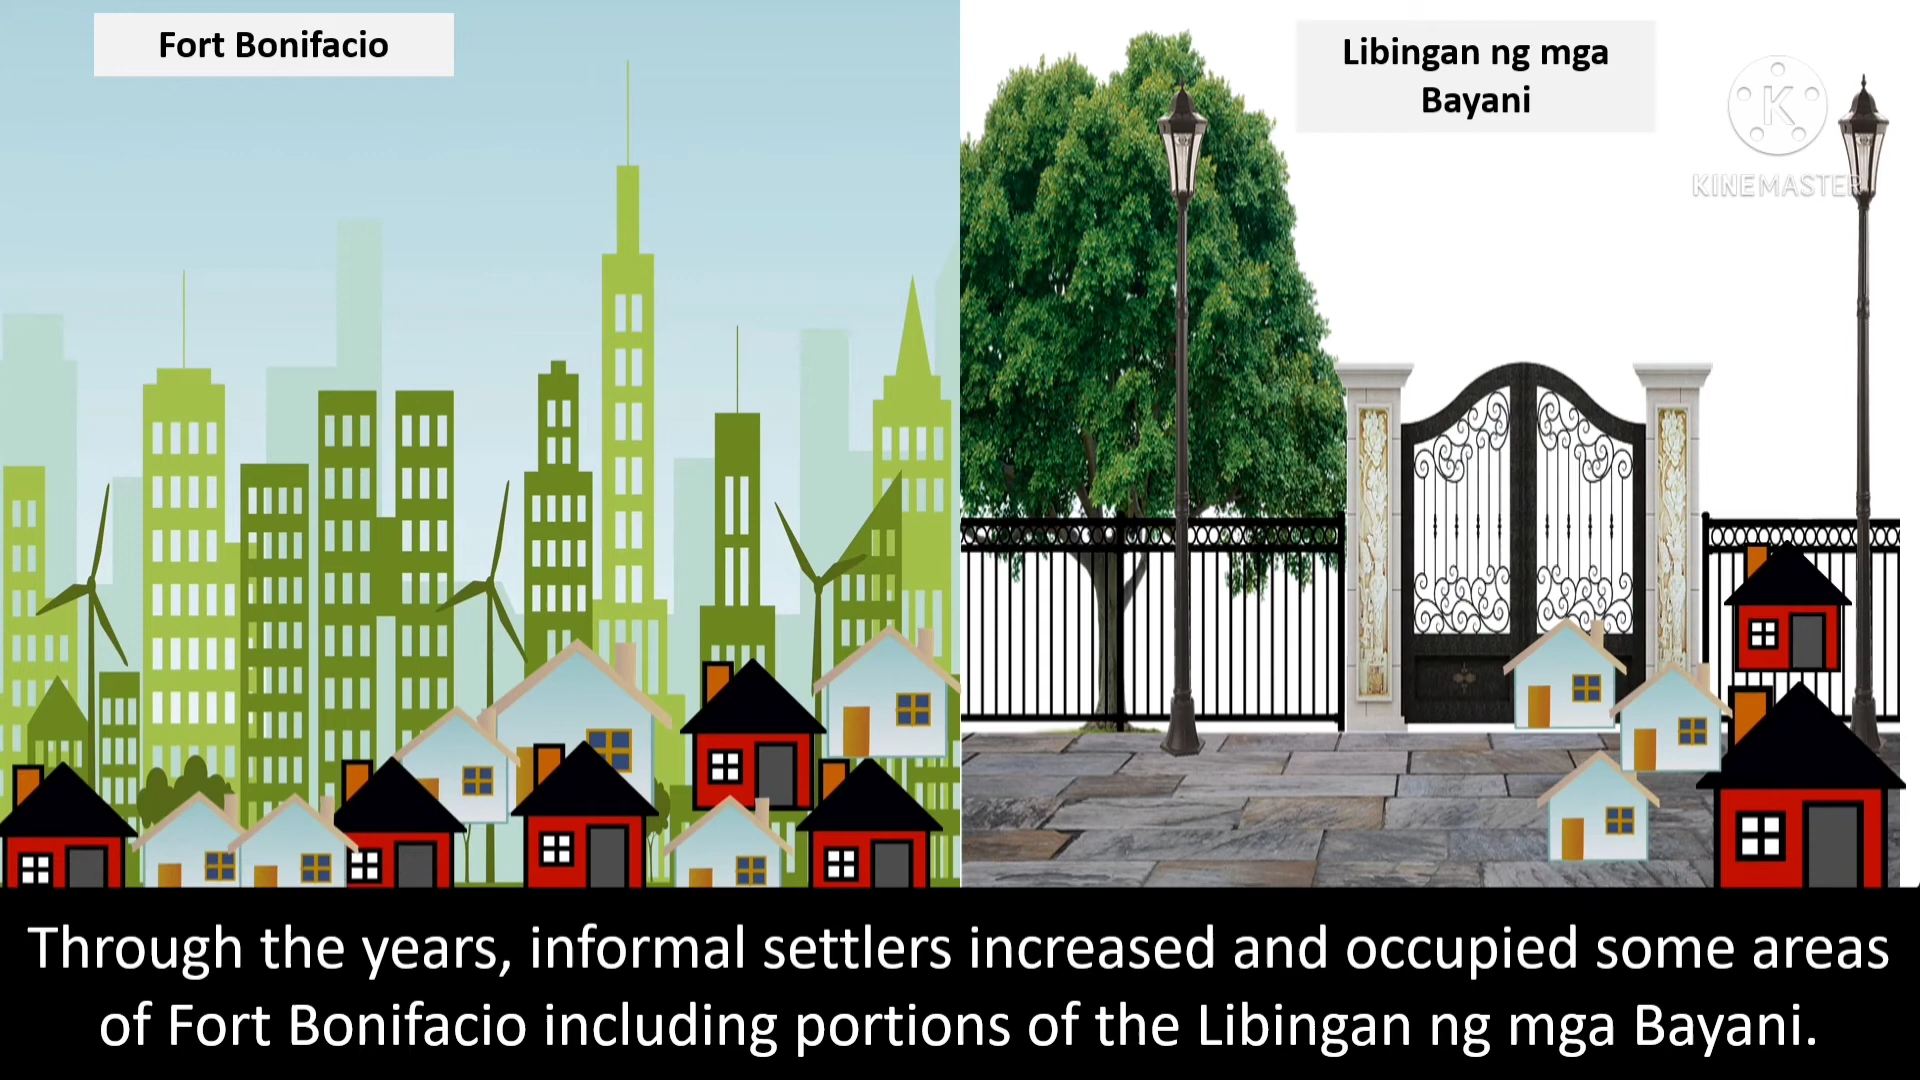 Fort Bonifacio
Libingan ng mga
Bayani
K
KINEMASTER
Through the years, informal settlers increased and occupied some areas
of Fort Bonifacio including portions of the Libingan ng mga Bayani.